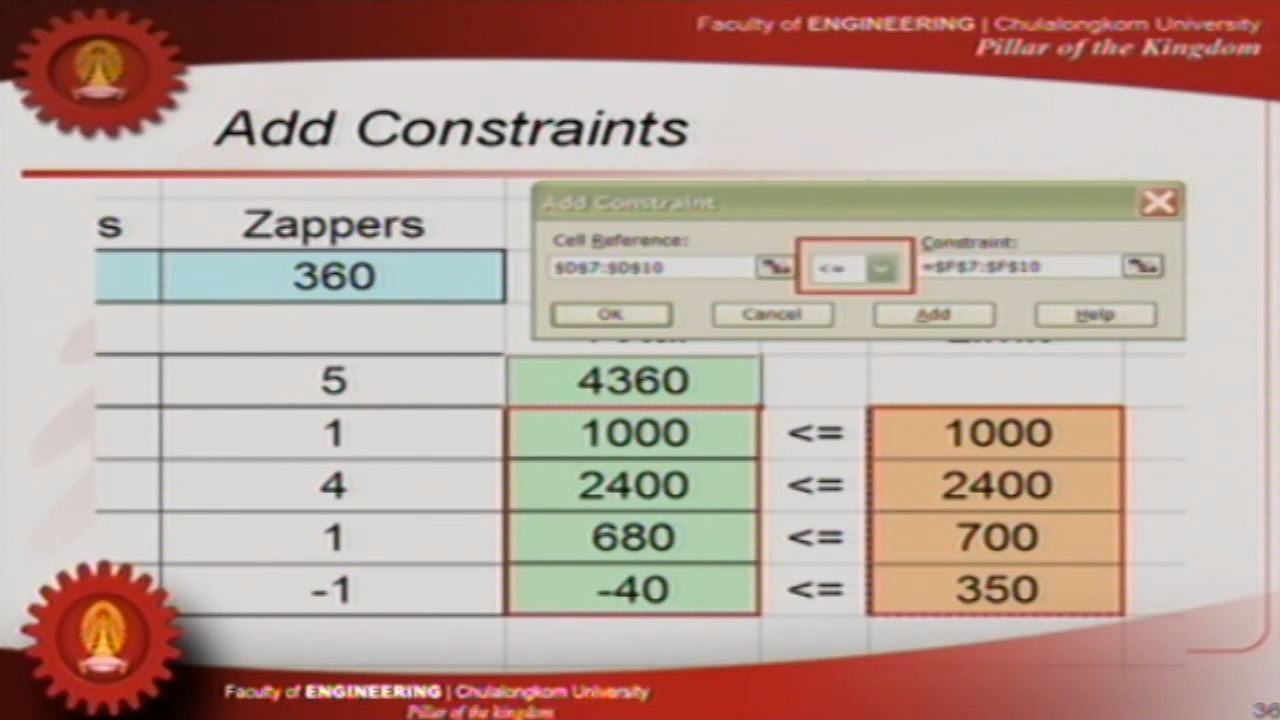 Faculty of ENGINEERING | Chulalongkorn University
Pillar of the Kingdom
Add Constraints
s Zappers
360
Add Constraint
Cell Reference: Constraint:
$D$7:$D$10 <= =$F$7:$F$10
OK Cancel Add Help
5 4360
1 1000 <= 1000
4 2400 <= 2400
1 680 <= 700
-1 -40 <= 350
Faculty of ENGINEERING | Chulalongkorn University
Pillar of the kingdom
36